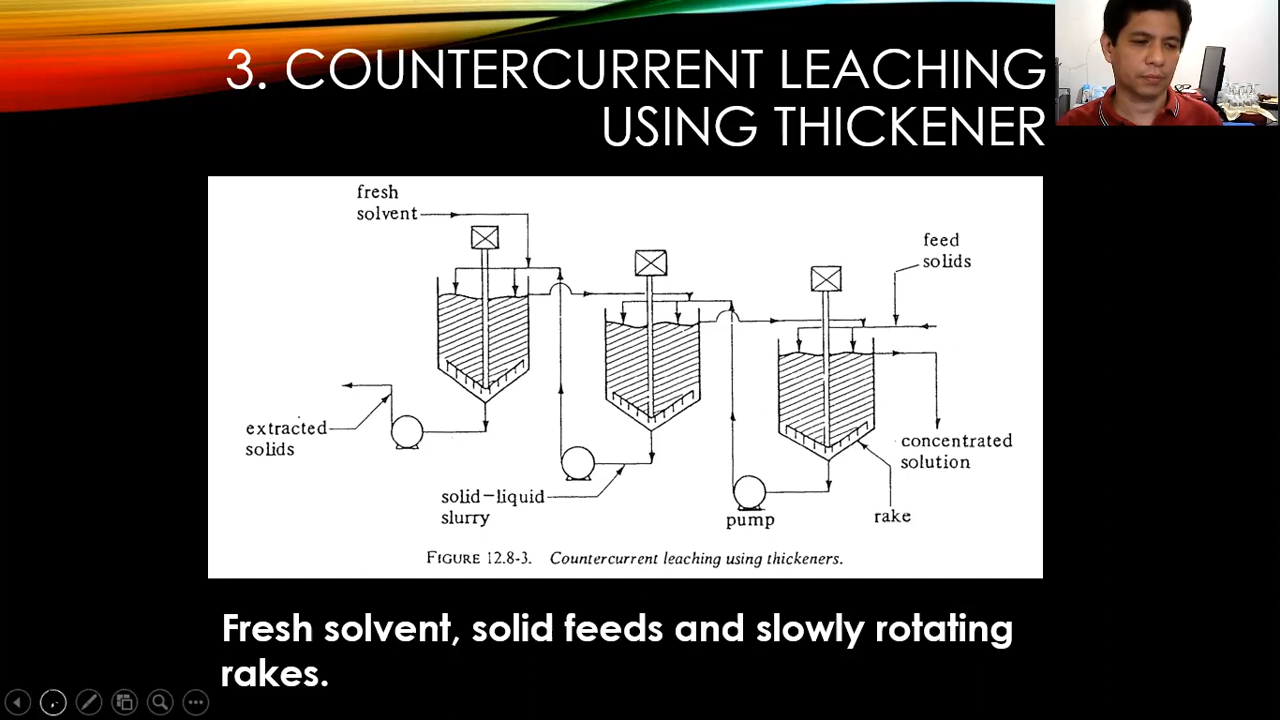 3. COUNTERCURRENT LEACHING
USING THICKENER
fresh
solvent
feed
solids
extracted
solids
concentrated
solution
solid-liquid
slurry
pump
rake
FIGURE 12.8-3. Countercurrent leaching using thickeners.
Fresh solvent, solid feeds and slowly rotating
rakes.